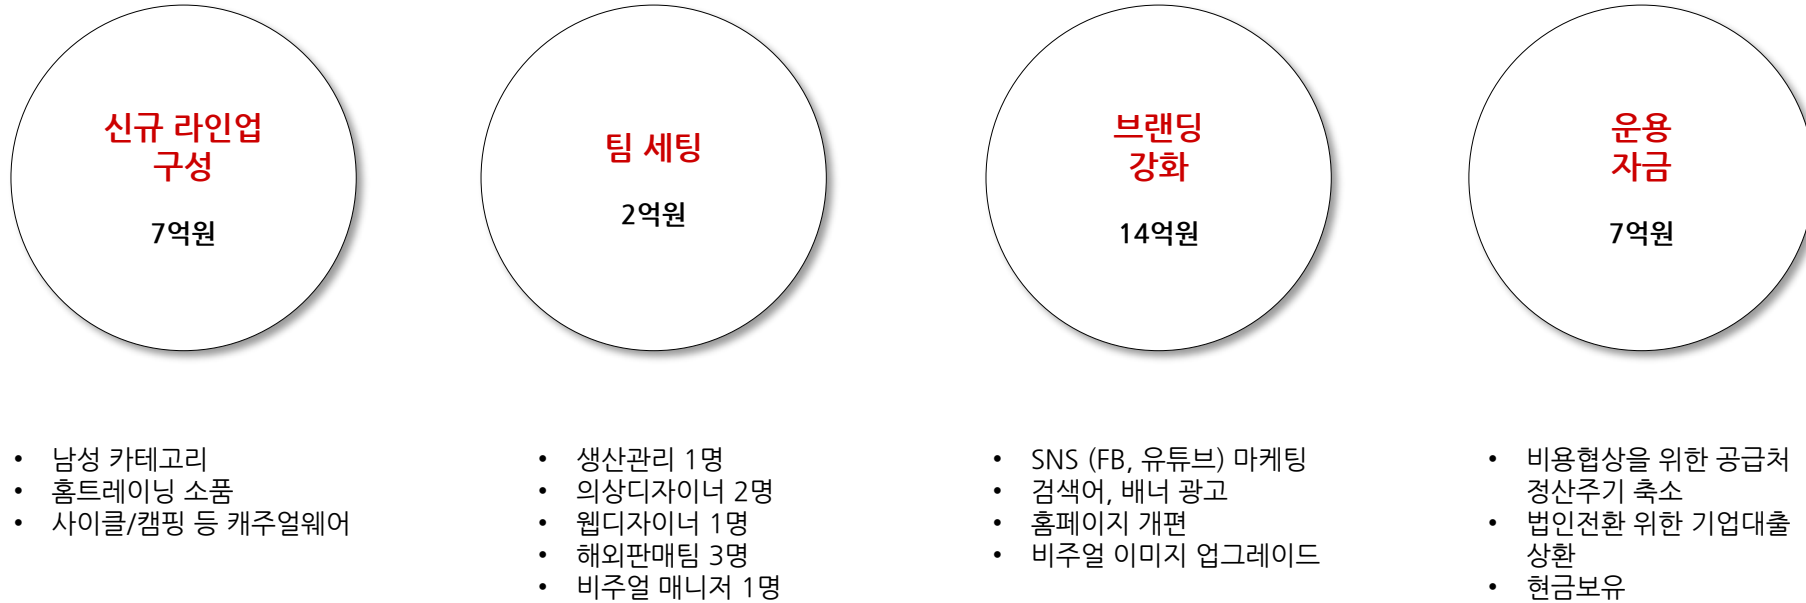 신규 라인업
구성
7억원
팀 세팅
2억원
브랜딩
강화
14억원
운용
자금
7억원
• 남성 카테고리
• 홈트레이닝 소품
• 사이클/캠핑 등 캐주얼웨어
• 생산관리 1명
• 의상디자이너 2명
• 웹디자이너 1명
• 해외판매팀 3명
• 비주얼 매니저 1명
• SNS (FB, 유튜브) 마케팅
• 검색어, 배너 광고
• 홈페이지 개편
• 비주얼 이미지 업그레이드
• 비용협상을 위한 공급처
정산주기 축소
• 법인전환 위한 기업대출
상환
• 현금보유